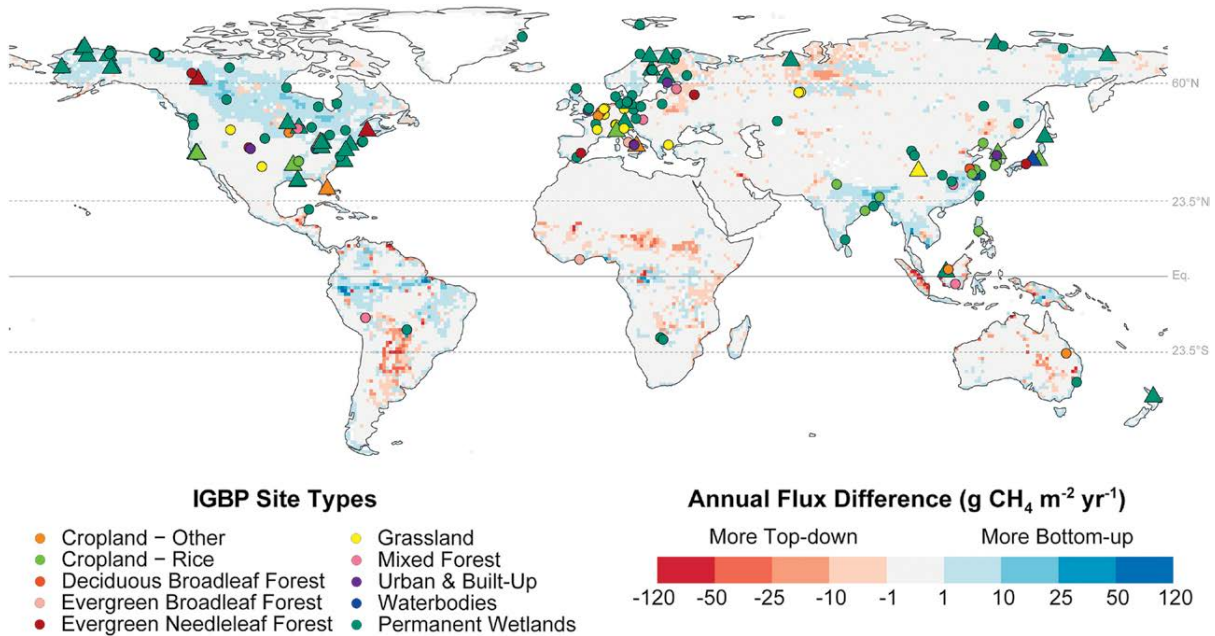 60°N
23.5°N
Eq.
23.5°S
IGBP Site Types
Cropland – Other
Cropland – Rice
Deciduous Broadleaf Forest
Evergreen Broadleaf Forest
Evergreen Needleleaf Forest
Grassland
Mixed Forest
Urban & Built-Up
Waterbodies
Permanent Wetlands
Annual Flux Difference (g CH₄ m⁻² yr⁻¹)
More Top-down More Bottom-up
-120 -50 -25 -10 -1 1 10 25 50 120